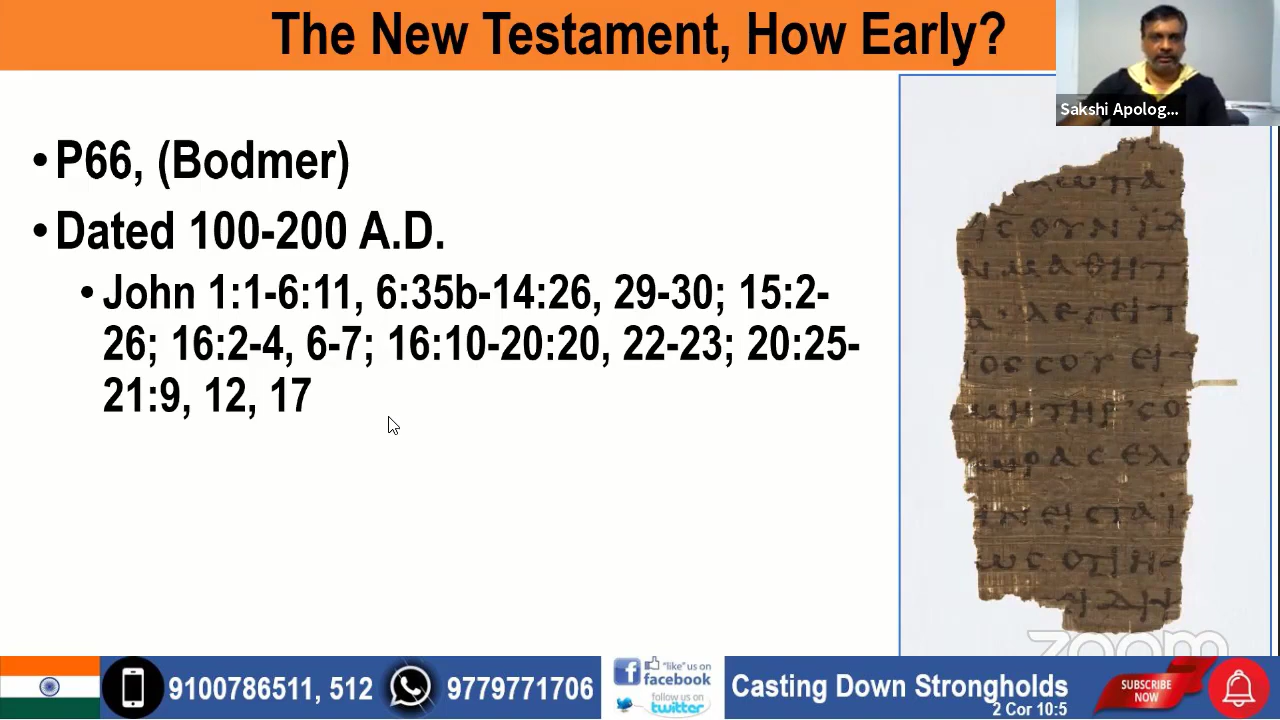 The New Testament, How Early?
Sakshi Apolog...
•P66, (Bodmer)
•Dated 100-200 A.D.
•John 1:1-6:11, 6:35b-14:26, 29-30; 15:2-
26; 16:2-4, 6-7; 16:10-20:20, 22-23; 20:25-
21:9, 12, 17
zoom
9100786511, 512
9779771706
"like" us on
facebook
follow us on
twitter
Casting Down Strongholds
2 Cor 10:5
SUBSCRIBE
NOW